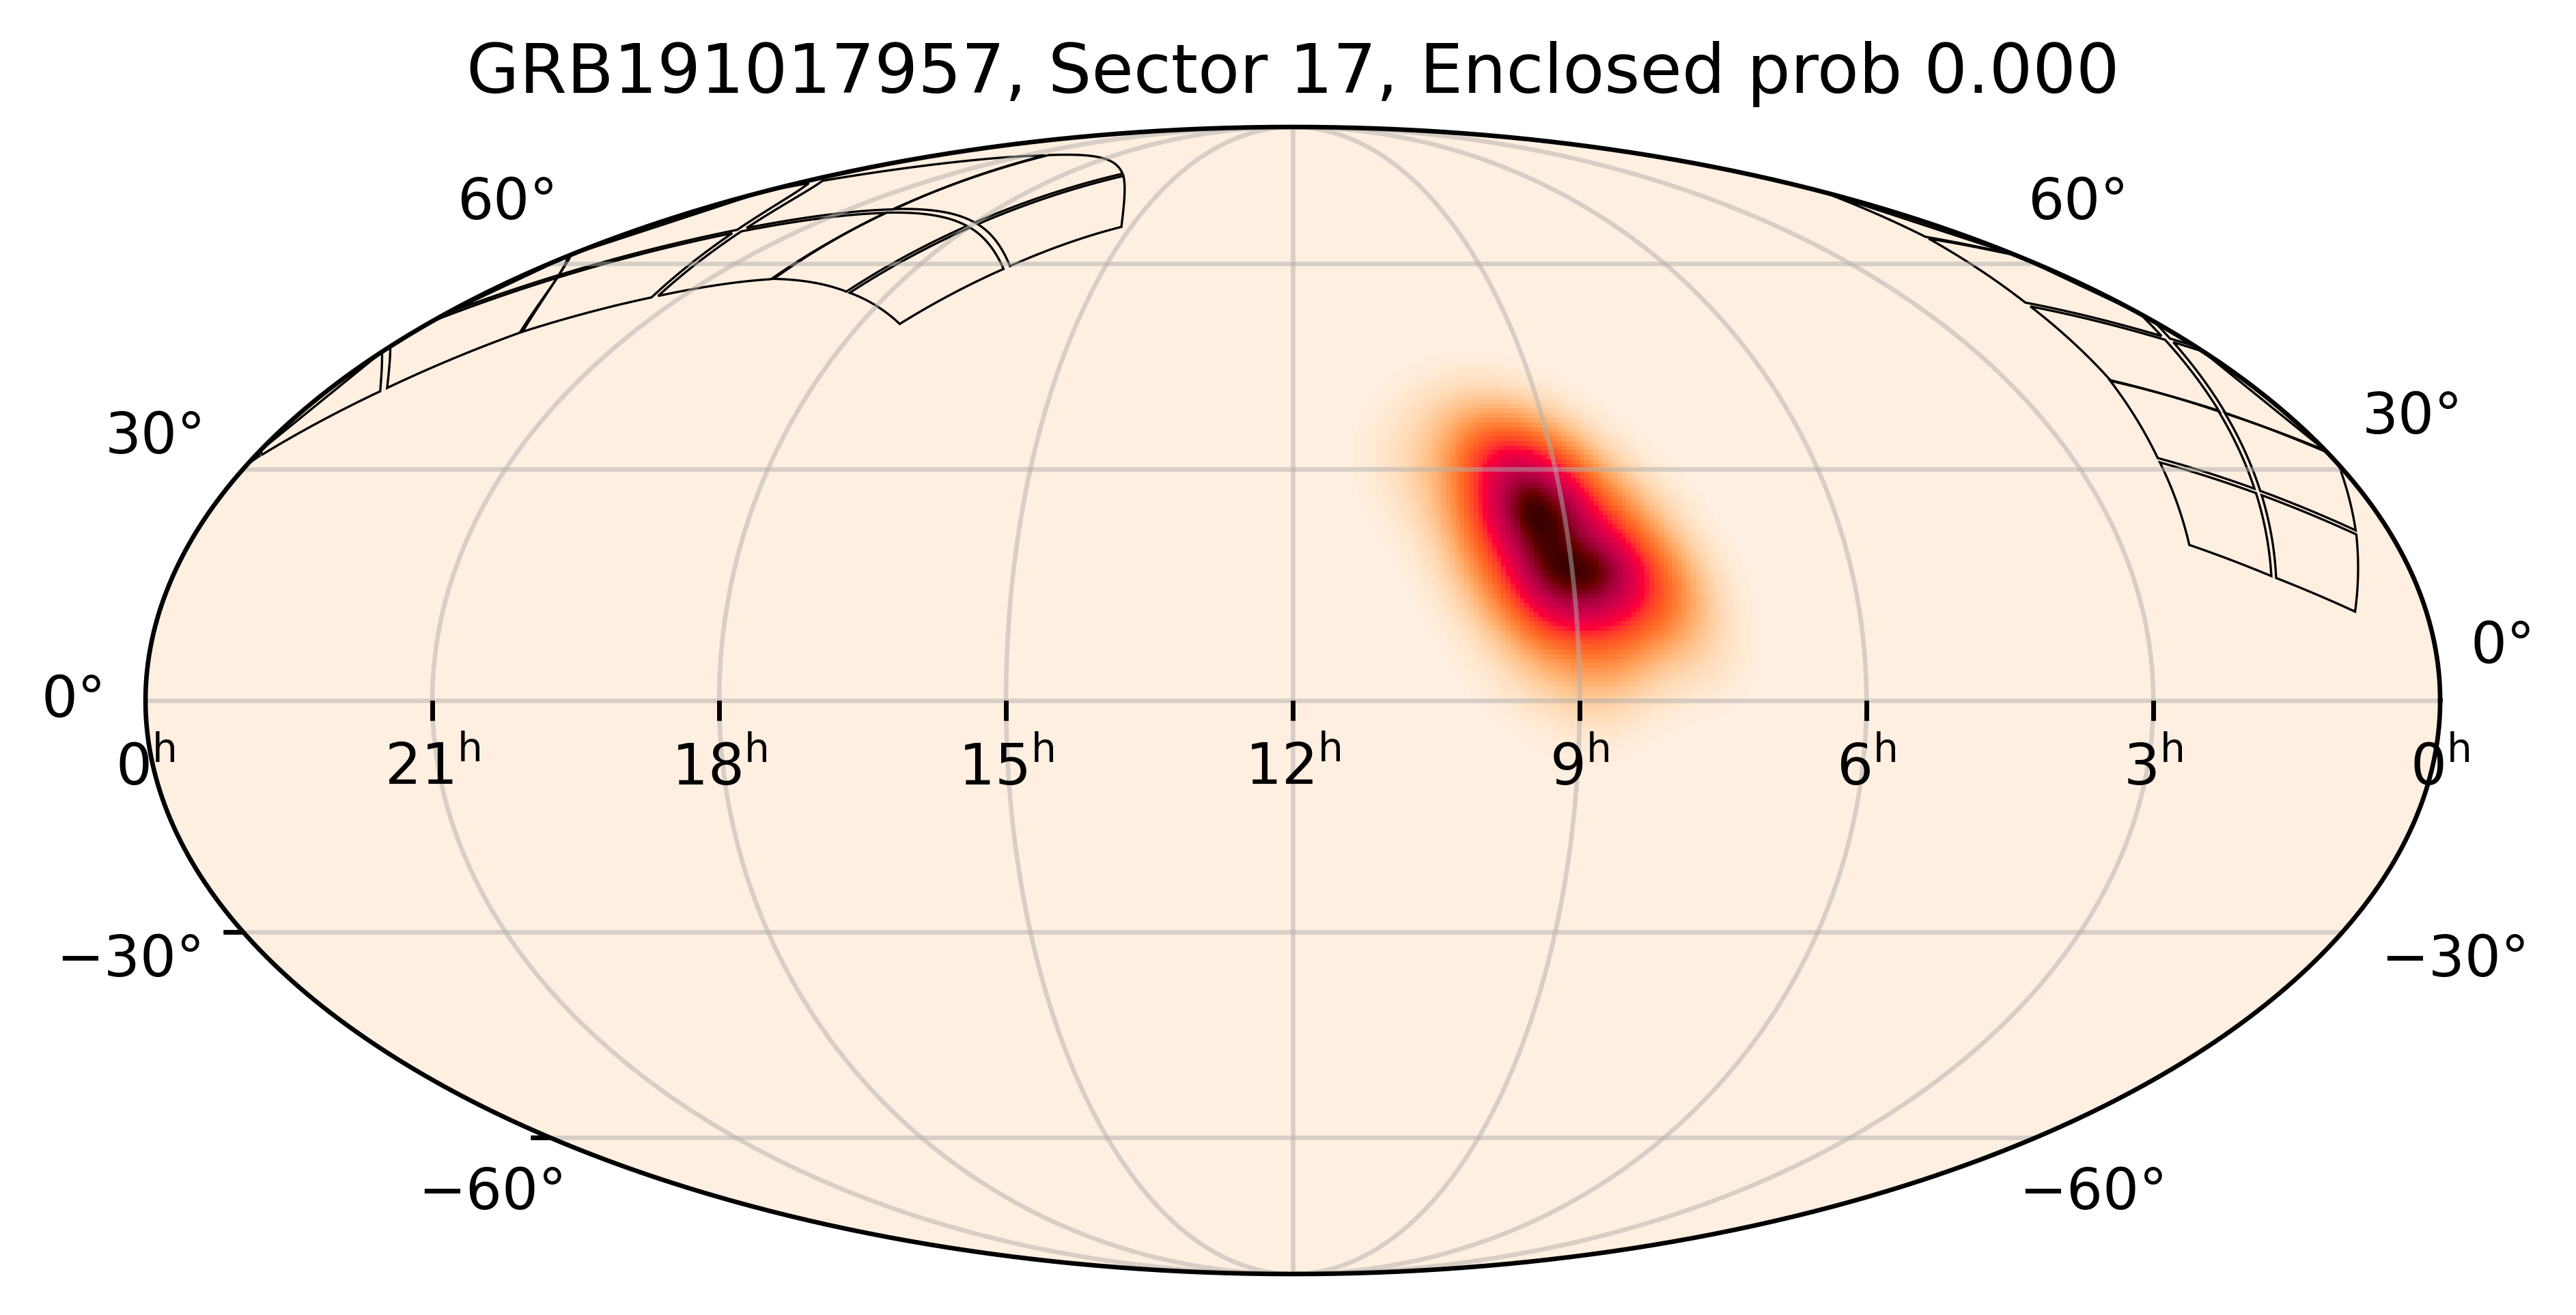 GRB191017957, Sector 17, Enclosed prob 0.000
60° 60°
30° 30°
0° 0°
0h 21h 18h 15h 12h 9h 6h 3h 0h
−30° −30°
−60° −60°